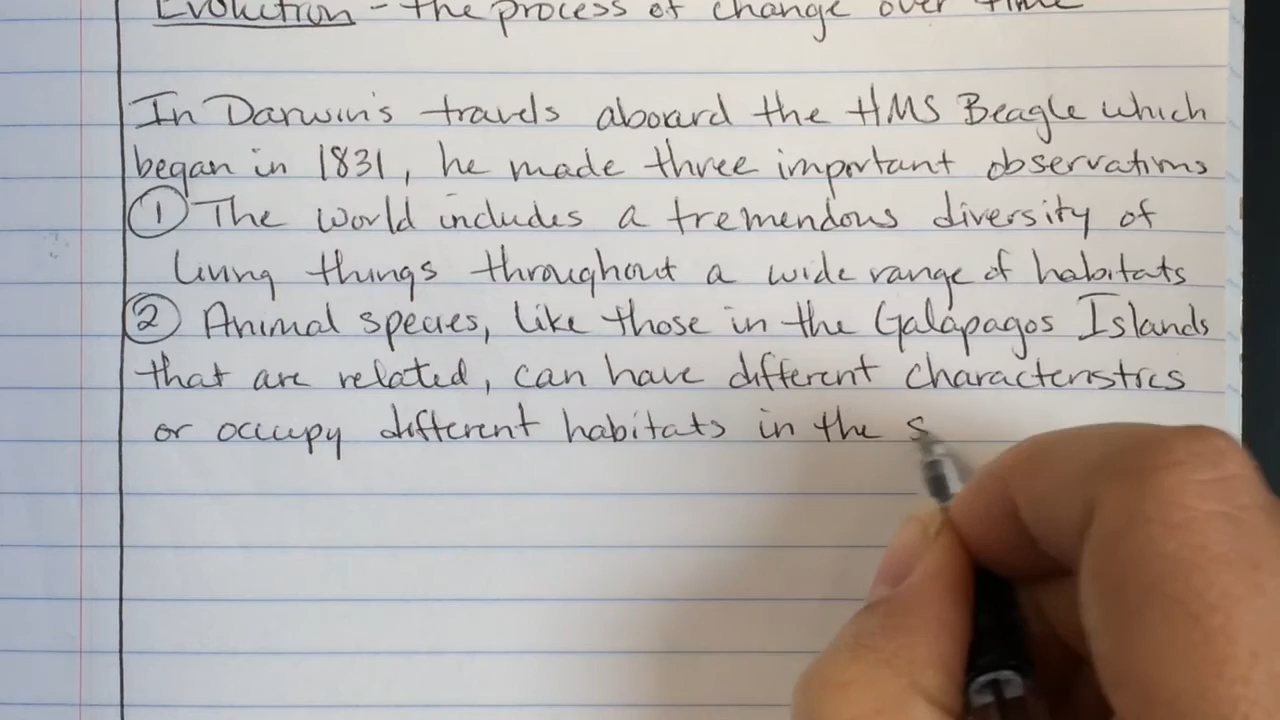 Evolution - the process of change over time
In Darwin's travels aboard the HMS Beagle which
began in 1831, he made three important observations
① The world includes a tremendous diversity of
living things throughout a wide range of habitats
② Animal species, like those in the Galápagos Islands
that are related, can have different characteristics
or occupy different habitats in the s